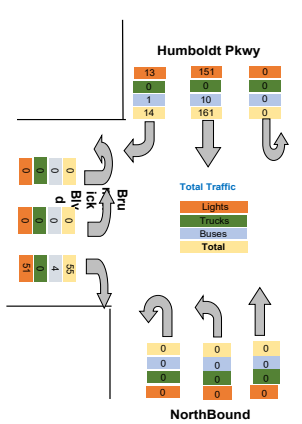 Humboldt Pkwy
13 151 0
0 0 0
1 10 0
14 161 0
Bru
ick
Blv
d
0 0 0 0
0 0 0 0
51 0 4 55
Total Traffic
Lights
Trucks
Buses
Total
0 0 0
0 0 0
0 0 0
0 0 0
NorthBound